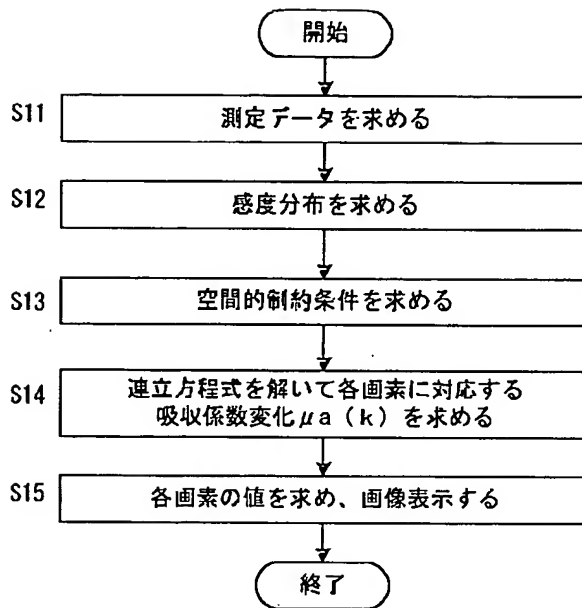 開始
S11
測定データを求める
S12
感度分布を求める
S13
空間的制約条件を求める
S14
連立方程式を解いて各画素に対応する
吸収係数変化μa(k)を求める
S15
各画素の値を求め、画像表示する
終了